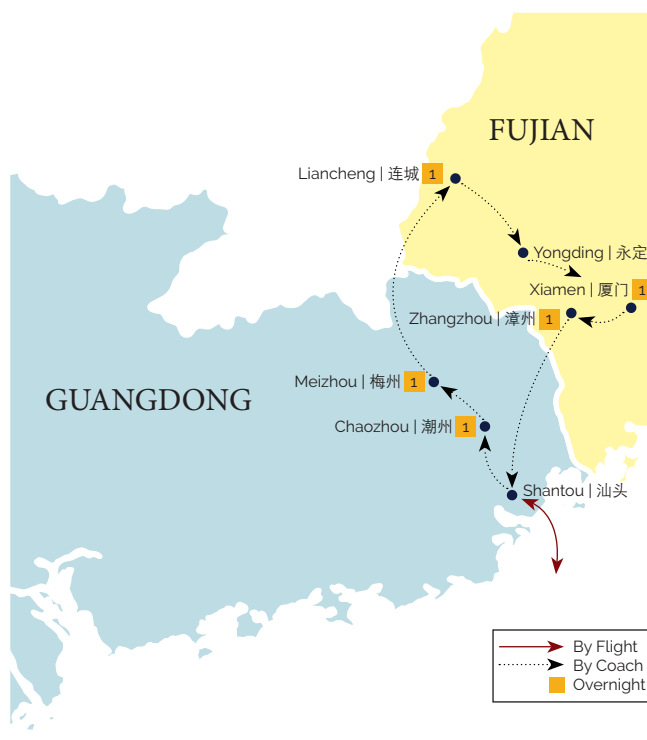 FUJIAN
Liancheng | 连城 1
Yongding | 永定
Xiamen | 厦门 1
Zhangzhou | 漳州 1
Meizhou | 梅州 1
GUANGDONG
Chaozhou | 潮州 1
Shantou | 汕头
By Flight
By Coach
Overnight